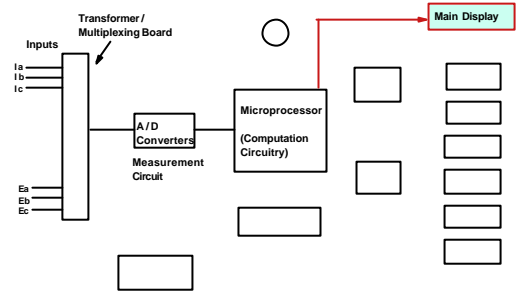 Transformer /
Multiplexing Board
Main Display
Inputs
Ia
Ib
Ic
A / D
Converters
Measurement
Circuit
Microprocessor
(Computation
Circuitry)
Ea
Eb
Ec